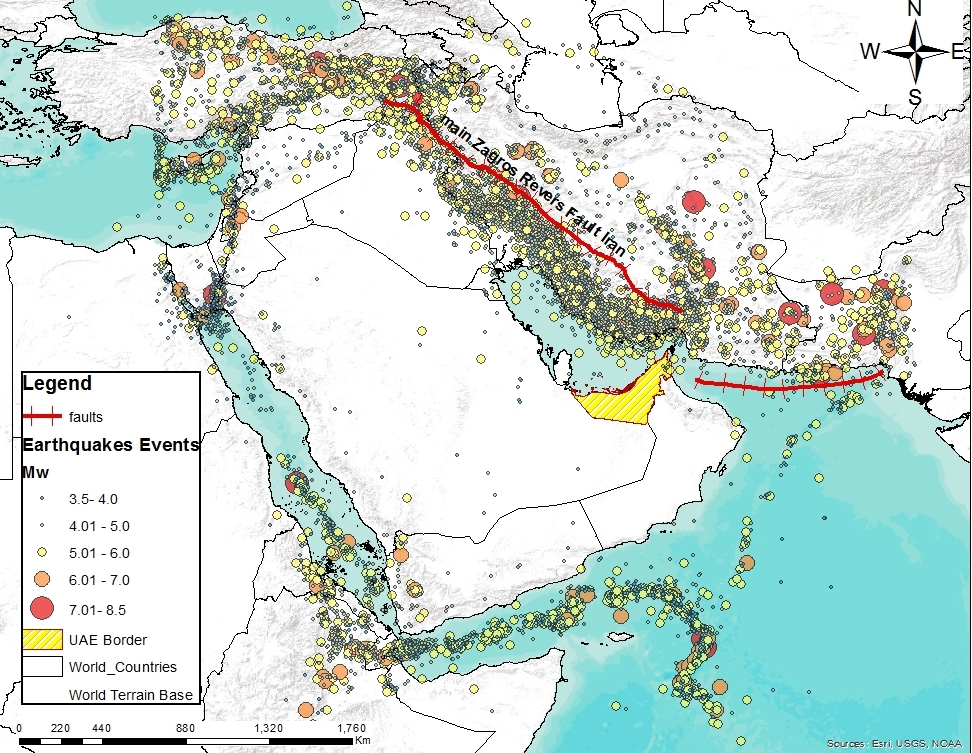 N
W E
S
main Zagros Revers Fault Iran
Legend
faults
Earthquakes Events
Mw
3.5- 4.0
4.01 - 5.0
5.01 - 6.0
6.01 - 7.0
7.01- 8.5
UAE Border
World_Countries
World Terrain Base
0 220 440 880 1,320 1,760
Km
Sources: Esri, USGS, NOAA